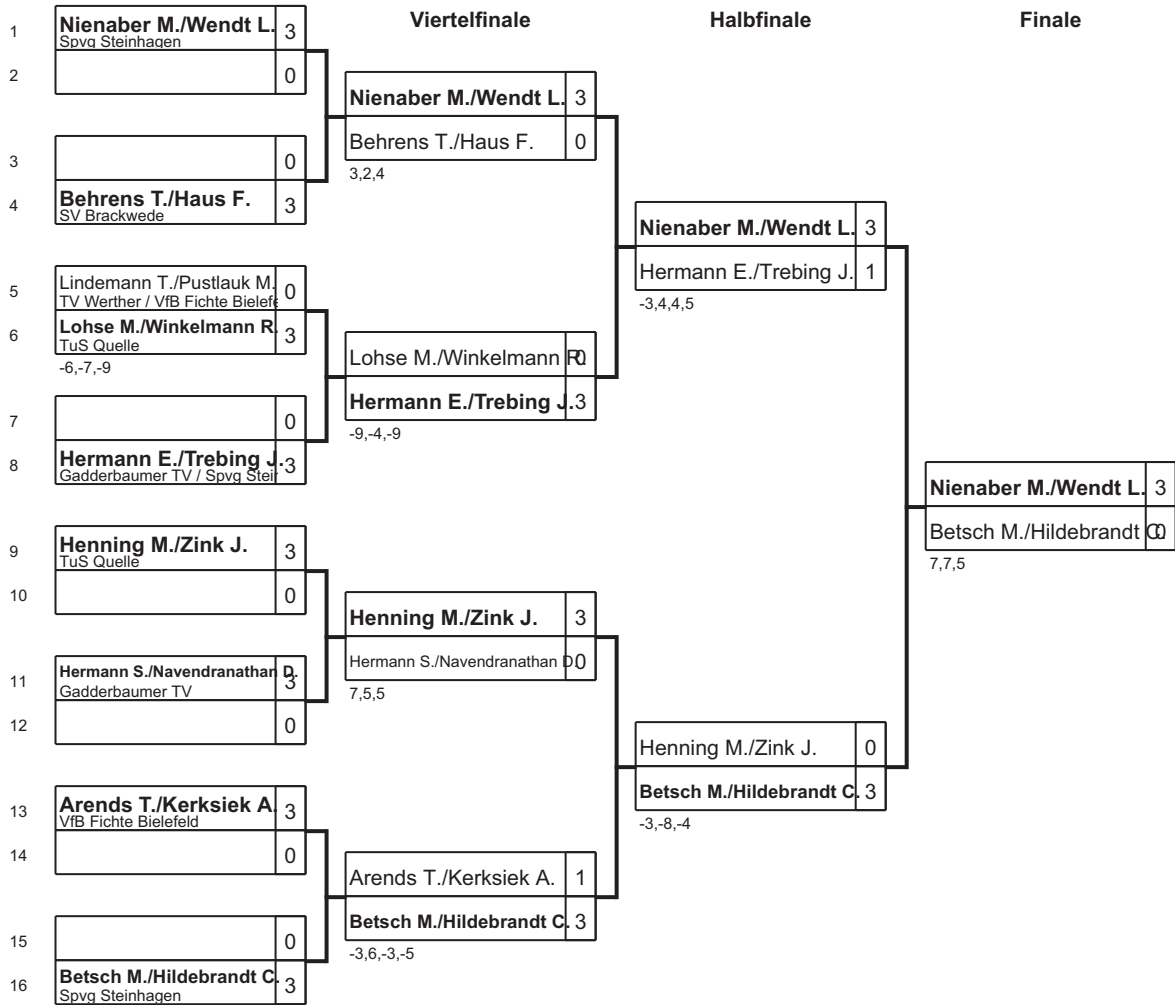 Viertelfinale
Halbfinale
Finale
1
Nienaber M./Wendt L. 3
Spvg Steinhagen
2
0
3
0
4
Behrens T./Haus F. 3
SV Brackwede
5
Lindemann T./Pustlauk M. 0
TV Werther / VfB Fichte Bielefe
6
Lohse M./Winkelmann R. 3
TuS Quelle
-6,-7,-9
7
0
8
Hermann E./Trebing J. 3
Gadderbaumer TV / Spvg Stei
9
Henning M./Zink J. 3
TuS Quelle
10
0
11
Hermann S./Navendranathan D. 3
Gadderbaumer TV
12
0
13
Arends T./Kerksiek A. 3
VfB Fichte Bielefeld
14
0
15
0
16
Betsch M./Hildebrandt C. 3
Spvg Steinhagen
Nienaber M./Wendt L. 3
Behrens T./Haus F. 0
3,2,4
Lohse M./Winkelmann R. 0
Hermann E./Trebing J. 3
-9,-4,-9
Henning M./Zink J. 3
Hermann S./Navendranathan D. 0
7,5,5
Arends T./Kerksiek A. 1
Betsch M./Hildebrandt C. 3
-3,6,-3,-5
Nienaber M./Wendt L. 3
Hermann E./Trebing J. 1
-3,4,4,5
Henning M./Zink J. 0
Betsch M./Hildebrandt C. 3
-3,-8,-4
Nienaber M./Wendt L. 3
Betsch M./Hildebrandt C. 0
7,7,5